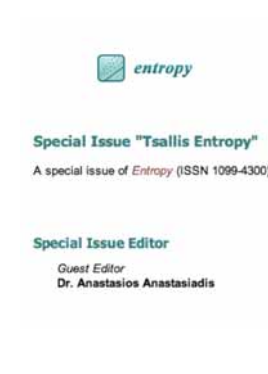 entropy
Special Issue "Tsallis Entropy"
A special issue of Entropy (ISSN 1099-4300)
Special Issue Editor
Guest Editor
Dr. Anastasios Anastasiadis